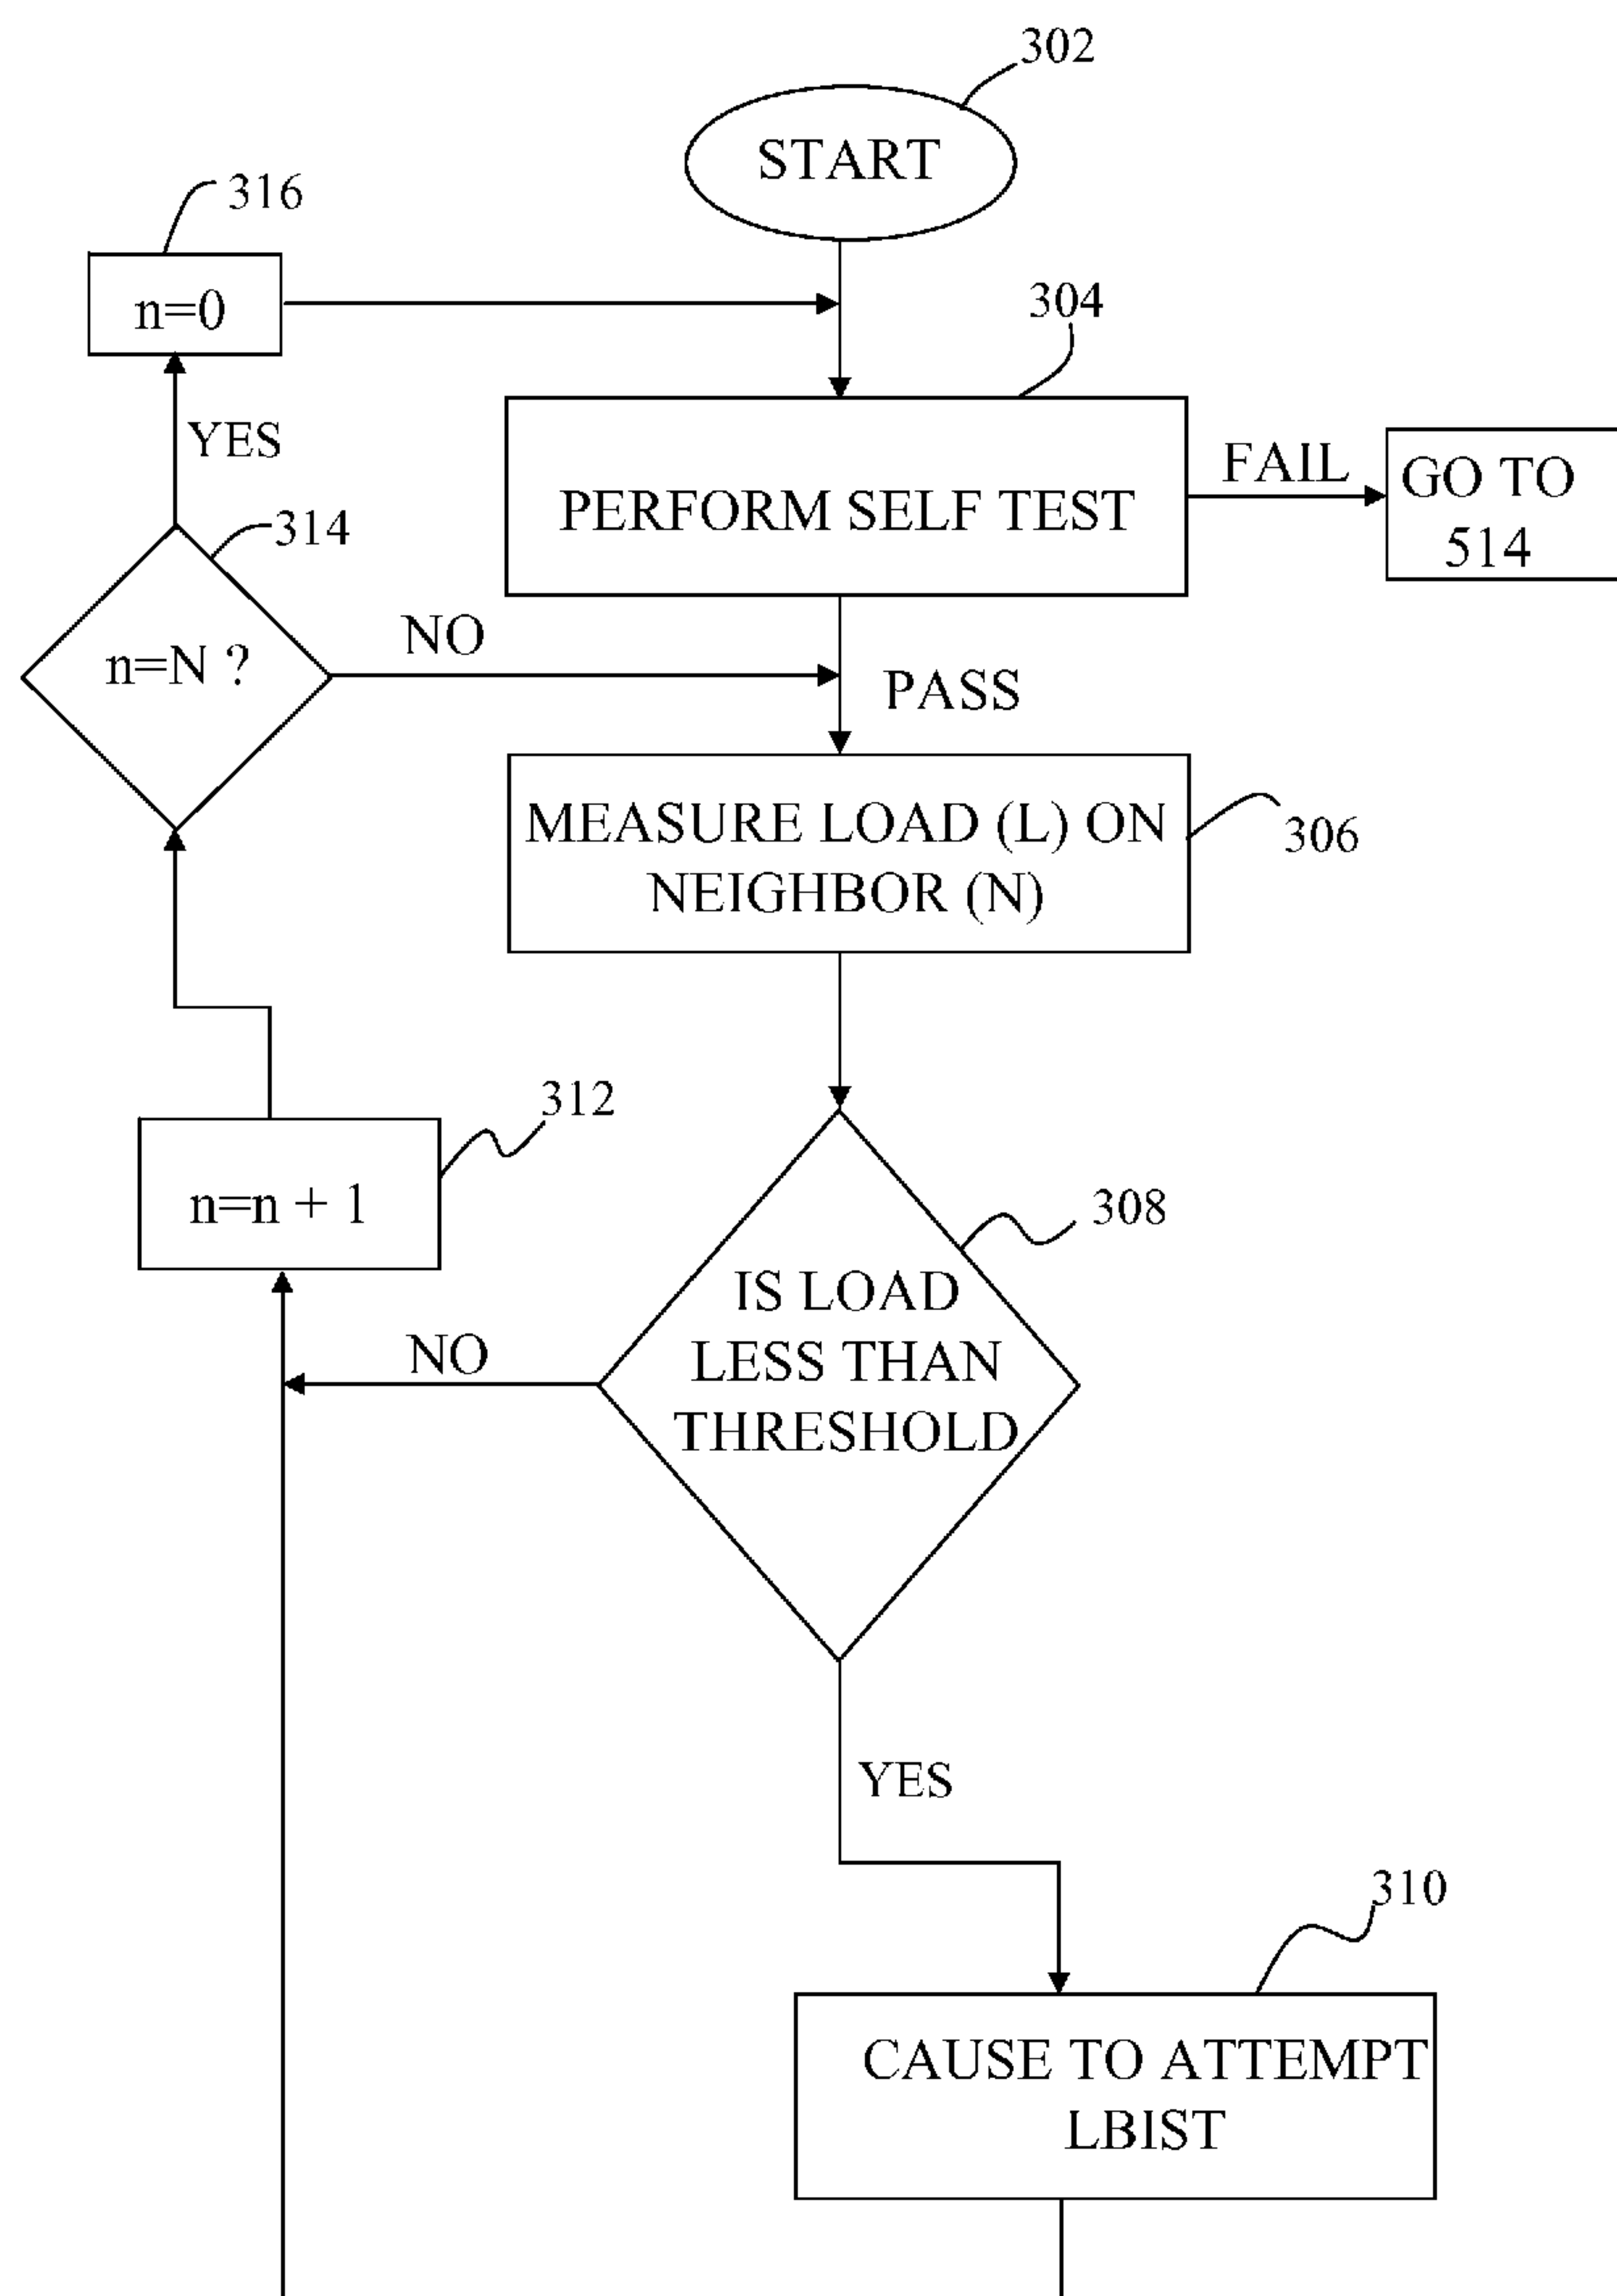 302
START
316
n=0
304
YES
PERFORM SELF TEST
FAIL
GO TO
514
314
n=N ?
NO
PASS
MEASURE LOAD (L) ON
NEIGHBOR (N)
306
312
n=n + 1
308
IS LOAD
LESS THAN
THRESHOLD
NO
YES
310
CAUSE TO ATTEMPT
LBIST